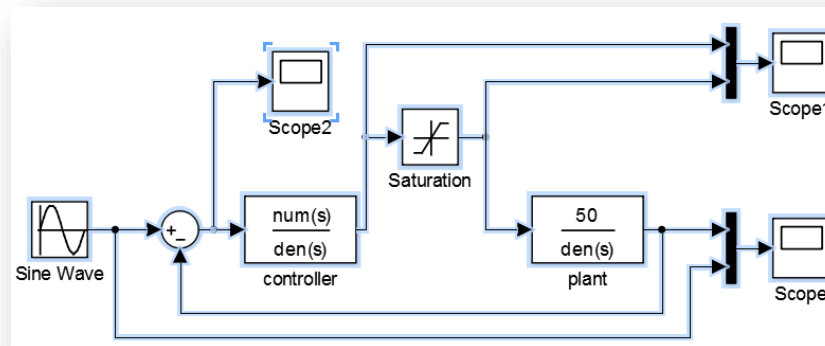 Scope2
Scope1
Saturation
Sine Wave
+
−
num(s)
den(s)
controller
50
den(s)
plant
Scope